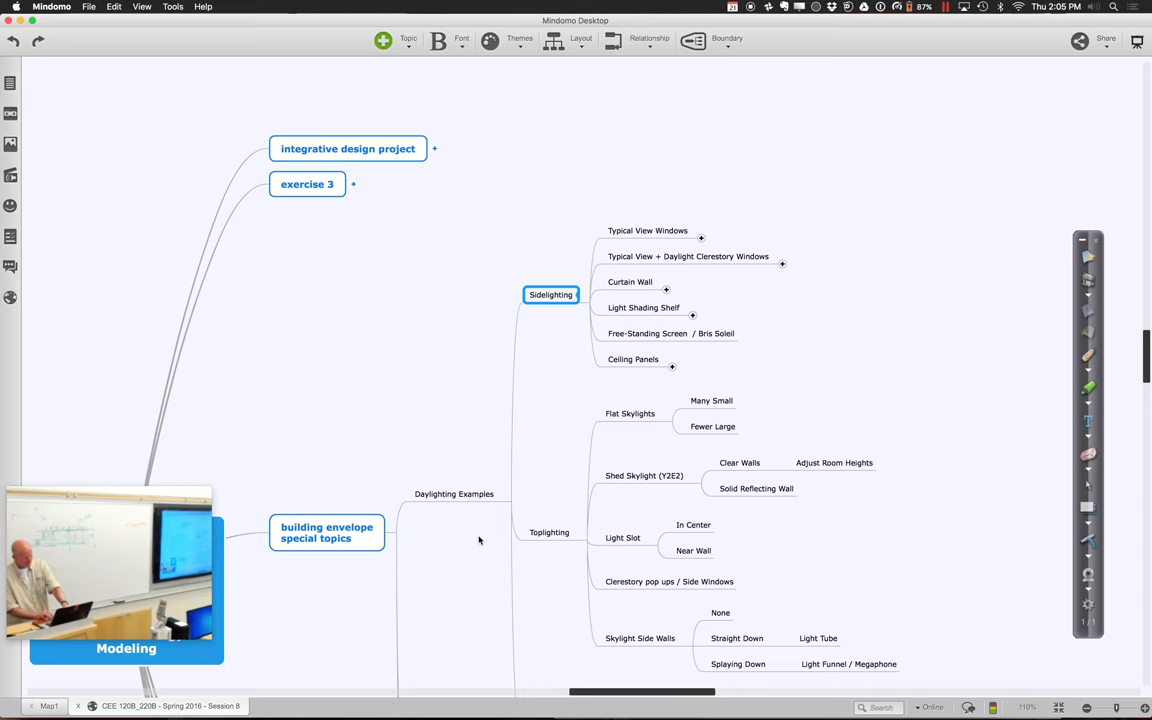 Mindomo File Edit View Tools Help
21
87% Thu 2:05 PM
Mindomo Desktop
Topic Font Themes Layout Relationship Boundary Share
integrative design project +
exercise 3 +
Typical View Windows
Typical View + Daylight Clerestory Windows
Curtain Wall
Sidelighting
Light Shading Shelf
Free-Standing Screen / Bris Soleil
Ceiling Panels
Flat Skylights
Many Small
Fewer Large
Shed Skylight (Y2E2)
Clear Walls Adjust Room Heights
Solid Reflecting Wall
Daylighting Examples
building envelope
special topics
Toplighting
Light Slot
In Center
Near Wall
Clerestory pop ups / Side Windows
Skylight Side Walls
None
Straight Down Light Tube
Splaying Down Light Funnel / Megaphone
Modeling
1 / 1
x Map1 x CEE 120B_220B - Spring 2016 - Session 8 Search Online 110%